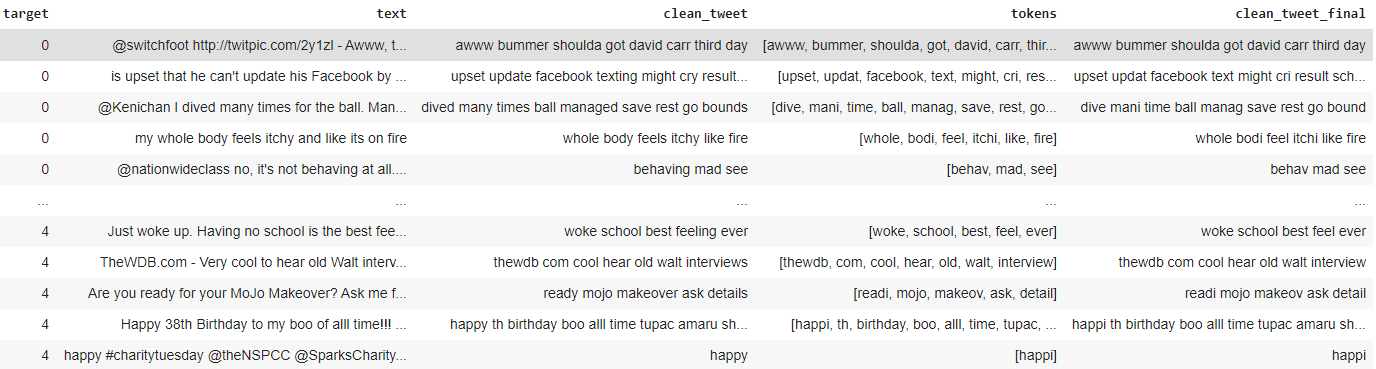 target text clean_tweet tokens clean_tweet_final
0 @switchfoot http://twitpic.com/2y1zl - Awww, t... awww bummer shoulda got david carr third day [awww, bummer, shoulda, got, david, carr, thir... awww bummer shoulda got david carr third day
0 is upset that he can't update his Facebook by ... upset update facebook texting might cry result... [upset, updat, facebook, text, might, cri, res... upset updat facebook text might cri result sch...
0 @Kenichan I dived many times for the ball. Man... dived many times ball managed save rest go bounds [dive, mani, time, ball, manag, save, rest, go... dive mani time ball manag save rest go bound
0 my whole body feels itchy and like its on fire whole body feels itchy like fire [whole, bodi, feel, itchi, like, fire] whole bodi feel itchi like fire
0 @nationwideclass no, it's not behaving at all.... behaving mad see [behav, mad, see] behav mad see
... ... ... ... ...
4 Just woke up. Having no school is the best fee... woke school best feeling ever [woke, school, best, feel, ever] woke school best feel ever
4 TheWDB.com - Very cool to hear old Walt interv... thewdb com cool hear old walt interviews [thewdb, com, cool, hear, old, walt, interview] thewdb com cool hear old walt interview
4 Are you ready for your MoJo Makeover? Ask me f... ready mojo makeover ask details [readi, mojo, makeov, ask, detail] readi mojo makeov ask detail
4 Happy 38th Birthday to my boo of alll time!!! ... happy th birthday boo alll time tupac amaru sh... [happi, th, birthday, boo, alll, time, tupac, ... happi th birthday boo alll time tupac amaru sh...
4 happy #charitytuesday @theNSPCC @SparksCharity... happy [happi] happi